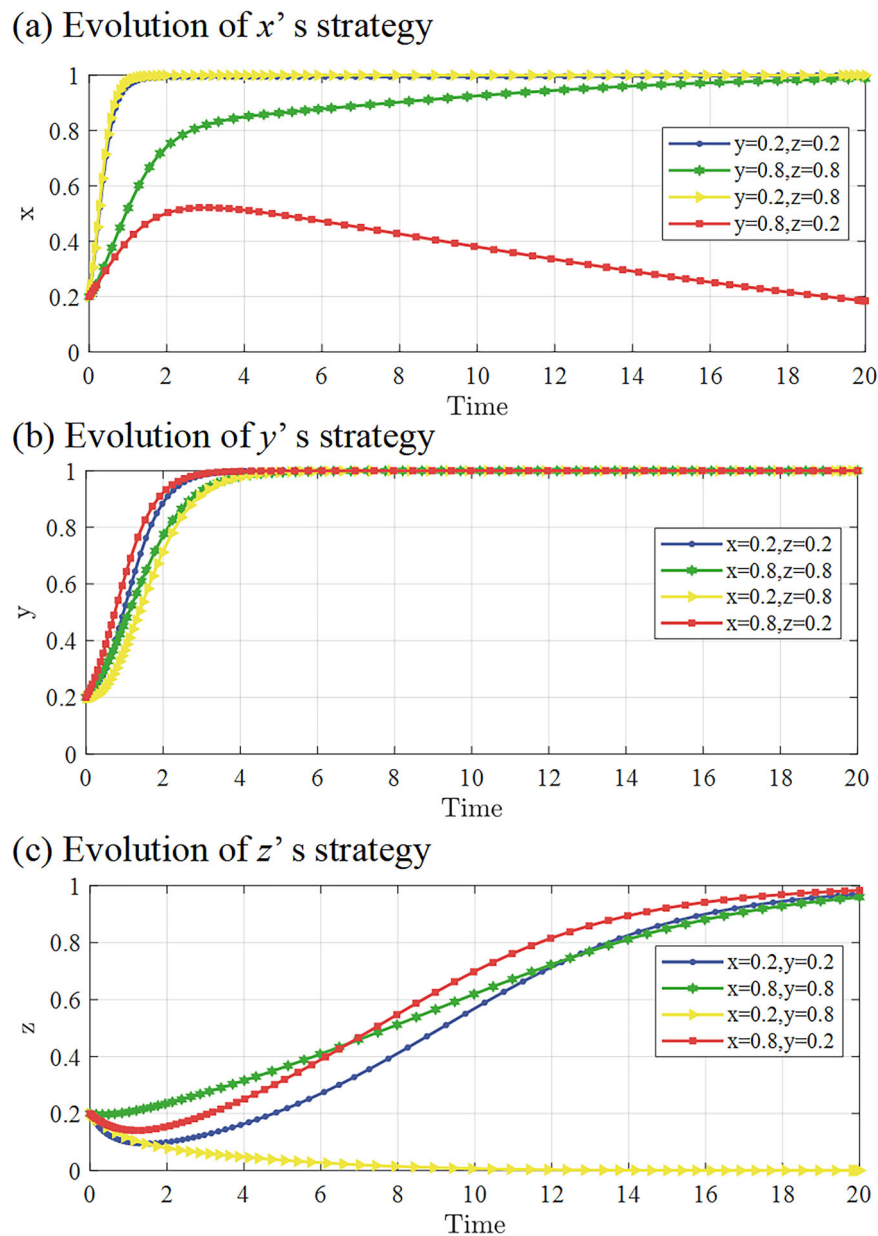 (a) Evolution of x’ s strategy
1
0.8
0.6
0.4
0.2
0
x
y=0.2,z=0.2
y=0.8,z=0.8
y=0.2,z=0.8
y=0.8,z=0.2
0 2 4 6 8 10 12 14 16 18 20
Time
(b) Evolution of y’ s strategy
1
0.8
0.6
0.4
0.2
0
y
x=0.2,z=0.2
x=0.8,z=0.8
x=0.2,z=0.8
x=0.8,z=0.2
0 2 4 6 8 10 12 14 16 18 20
Time
(c) Evolution of z’ s strategy
1
0.8
0.6
0.4
0.2
0
z
x=0.2,y=0.2
x=0.8,y=0.8
x=0.2,y=0.8
x=0.8,y=0.2
0 2 4 6 8 10 12 14 16 18 20
Time